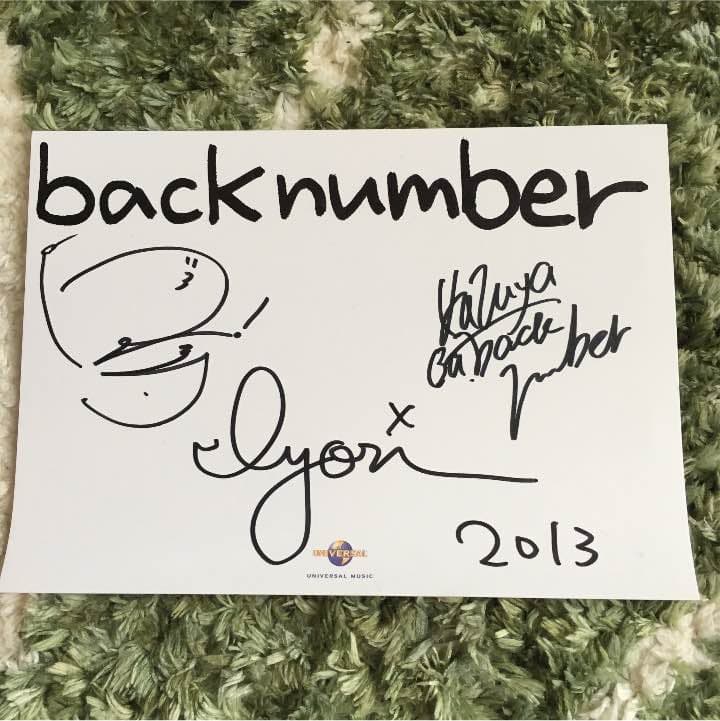 backnumber
Kazuya
Ba. back
number
Iyori
2013
UNIVERSAL
UNIVERSAL MUSIC